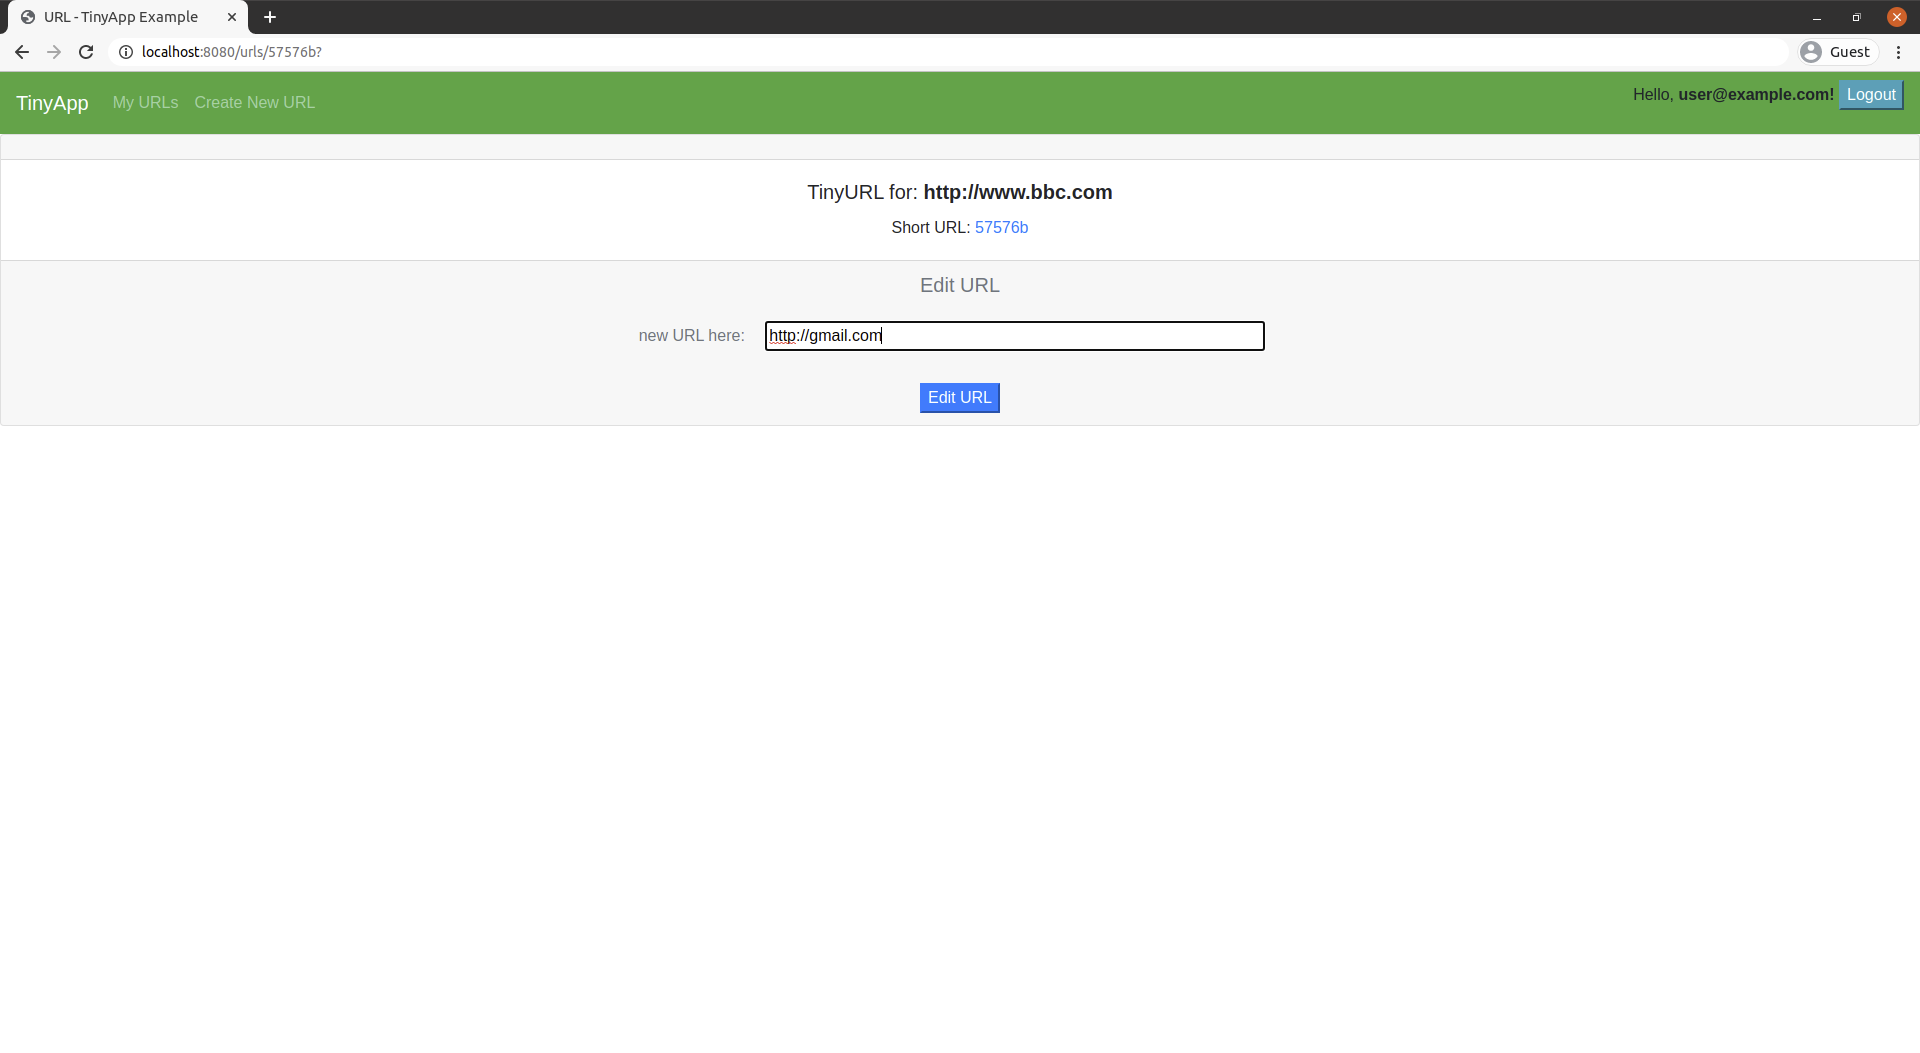 URL - TinyApp Example
localhost:8080/urls/57576b?
Guest
TinyApp My URLs Create New URL
Hello, user@example.com! Logout
TinyURL for: http://www.bbc.com
Short URL: 57576b
Edit URL
new URL here: http://gmail.com
Edit URL